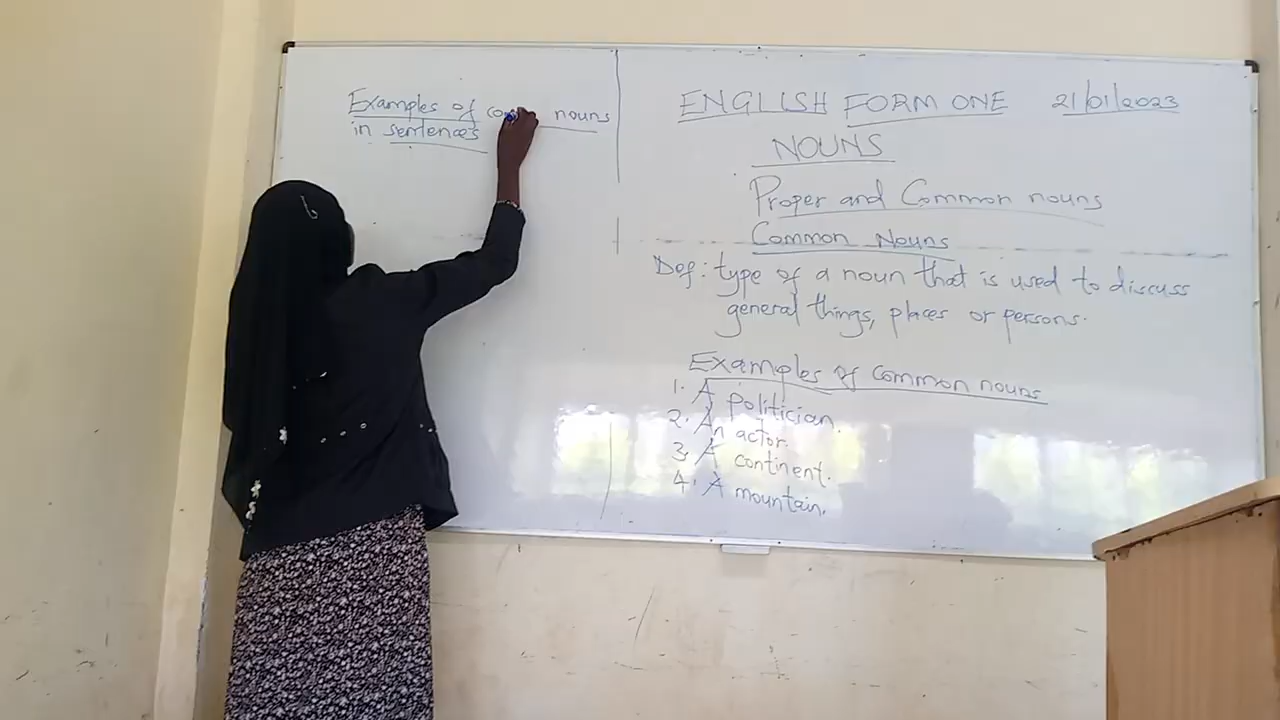 Examples of nouns
in sentences
ENGLISH FORM ONE 21/01/2023
NOUNS
Proper and Common nouns
Common Nouns
Def: type of a noun that is used to discuss
general things, places or persons.
Examples of common nouns
1. A politician.
2. An actor.
3. A continent.
4. A mountain.